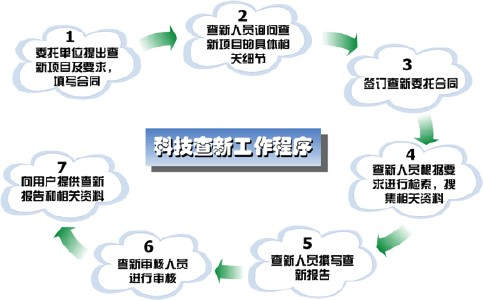 1
委托单位提出查
新项目及要求，
填写合同
2
查新人员询问查
新项目的具体相
关细节
3
签订查新委托合同
科技查新工作程序
4
查新人员根据要
求进行检索，搜
集相关资料
5
查新人员撰写查
新报告
6
查新审核人员
进行审核
7
向用户提供查新
报告和相关资料